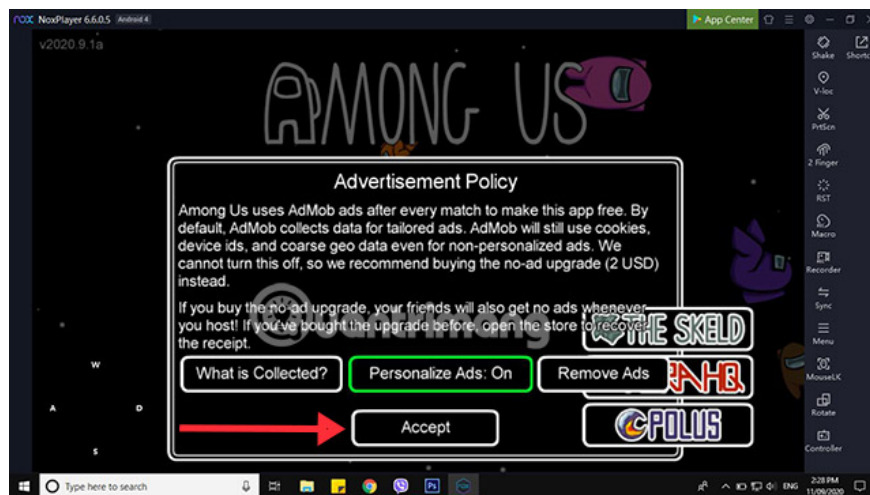 NOX NoxPlayer 6.6.0.5 Android 4
App Center
v2020.9.1a
AMONG US
Shake
V-loc
PrtScn
2 Finger
RST
Macro
Recorder
Sync
Menu
MouseLK
Rotate
Controller
Advertisement Policy
Among Us uses AdMob ads after every match to make this app free. By
default, AdMob collects data for tailored ads. AdMob will still use cookies,
device ids, and coarse geo data even for non-personalized ads. We
cannot turn this off, so we recommend buying the no-ad upgrade (2 USD)
instead.
If you buy the no-ad upgrade, your friends will also get no ads whenever
you host! If you've bought the upgrade before, open the store to recover
the receipt.
uantrimang
THE SKELD
What is Collected?
Personalize Ads: On
Remove Ads
RA HQ
Accept
POLUS
W
A D
S
Type here to search
Ps
ENG
2:28 PM
11/09/2020